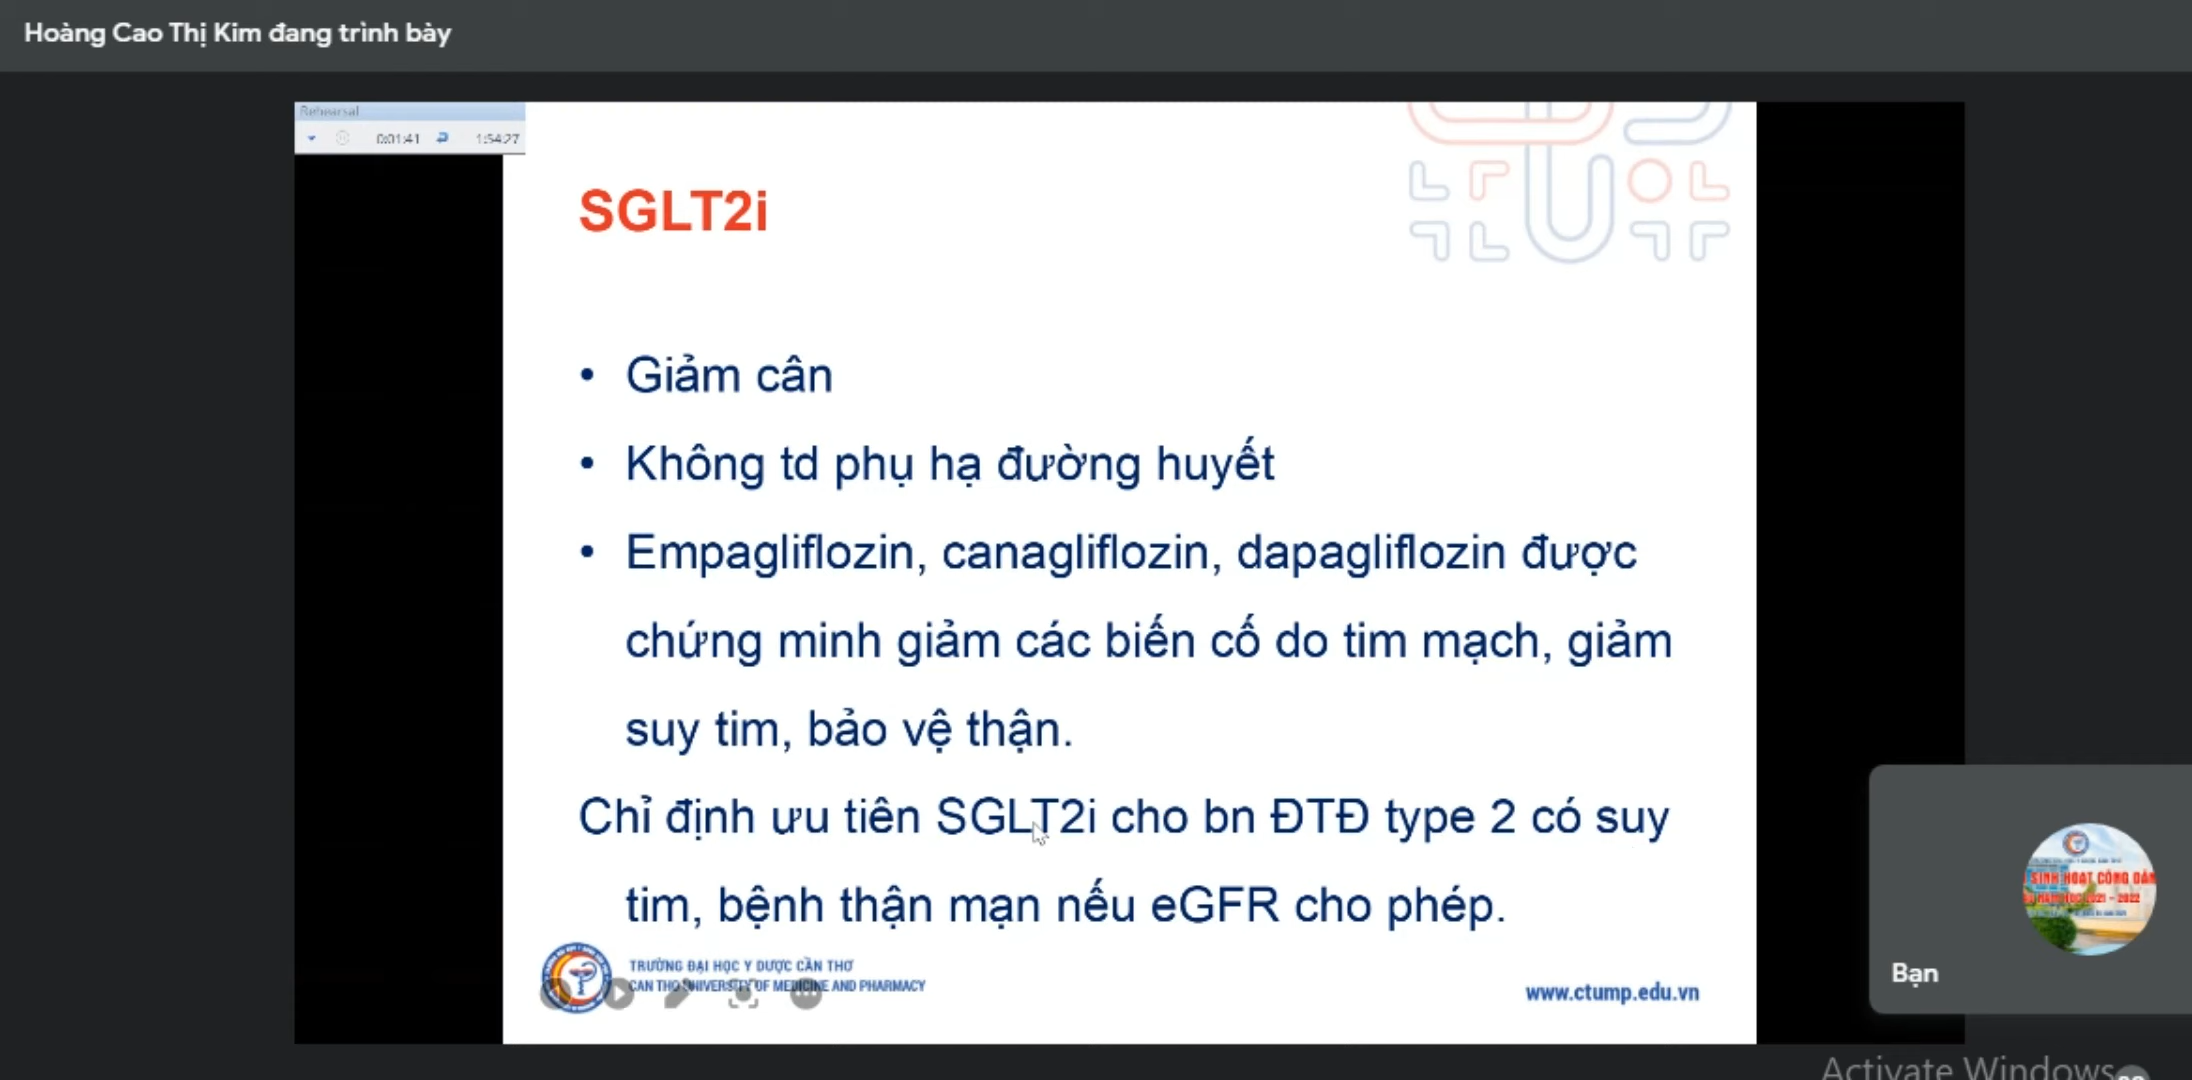 Hoàng Cao Thị Kim đang trình bày
Rehearsal
0:01:41 1:54:27
SGLT2i
• Giảm cân
• Không td phụ hạ đường huyết
• Empagliflozin, canagliflozin, dapagliflozin được
chứng minh giảm các biến cố do tim mạch, giảm
suy tim, bảo vệ thận.
Chỉ định ưu tiên SGLT2i cho bn ĐTĐ type 2 có suy
tim, bệnh thận mạn nếu eGFR cho phép.
TRƯỜNG ĐẠI HỌC Y DƯỢC CẦN THƠ
CAN THO UNIVERSITY OF MEDICINE AND PHARMACY
www.ctump.edu.vn
SINH HOẠT CÔNG DÂN
NĂM HỌC 2021 - 2022
Bạn
Activate Windows